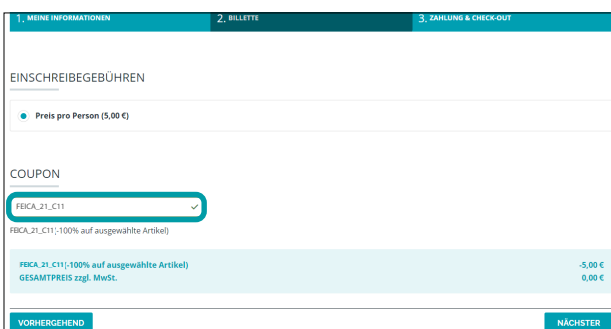 1. MEINE INFORMATIONEN 2. BILLETTE 3. ZAHLUNG & CHECK-OUT
EINSCHREIBEGEBÜHREN
Preis pro Person (5,00 €)
COUPON
FEICA_21_C11
FEICA_21_C11(-100% auf ausgewählte Artikel)
FEICA_21_C11(-100% auf ausgewählte Artikel) -5,00 €
GESAMTPREIS zzgl. MwSt. 0,00 €
VORHERGEHEND NÄCHSTER